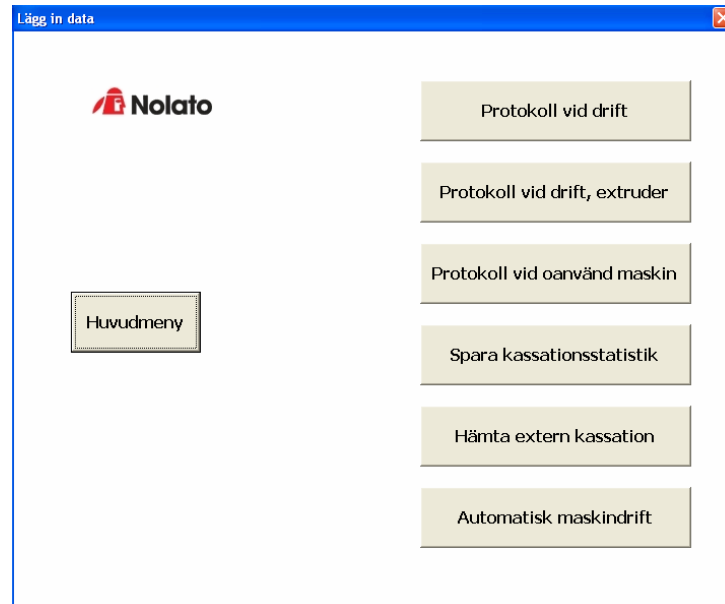 Lägg in data
Nolato
Protokoll vid drift
Protokoll vid drift, extruder
Protokoll vid oanvänd maskin
Huvudmeny
Spara kassationsstatistik
Hämta extern kassation
Automatisk maskindrift